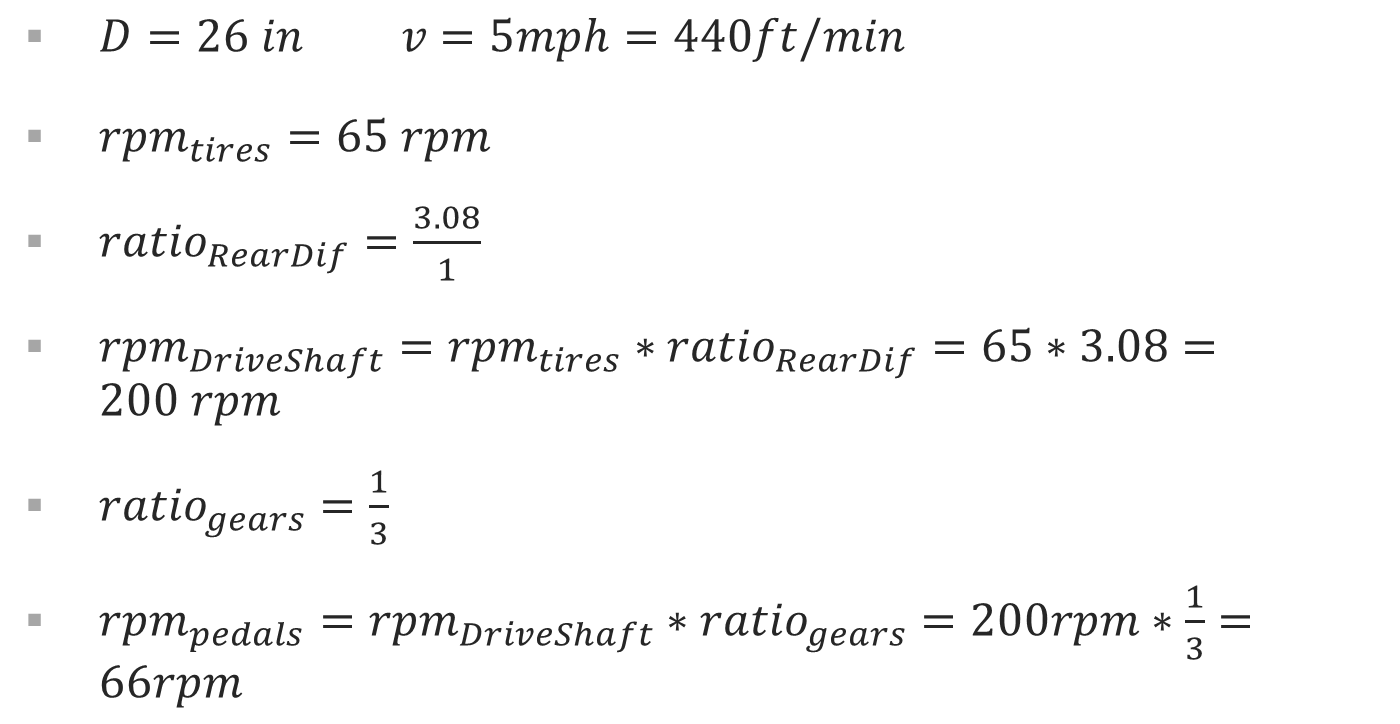 ▪ D = 26 in v = 5mph = 440ft/min
▪ rpm_tires = 65 rpm
▪ ratio_RearDif = 3.08/1
▪ rpm_DriveShaft = rpm_tires * ratio_RearDif = 65 * 3.08 =
200 rpm
▪ ratio_gears = 1/3
▪ rpm_pedals = rpm_DriveShaft * ratio_gears = 200rpm * 1/3 =
66rpm